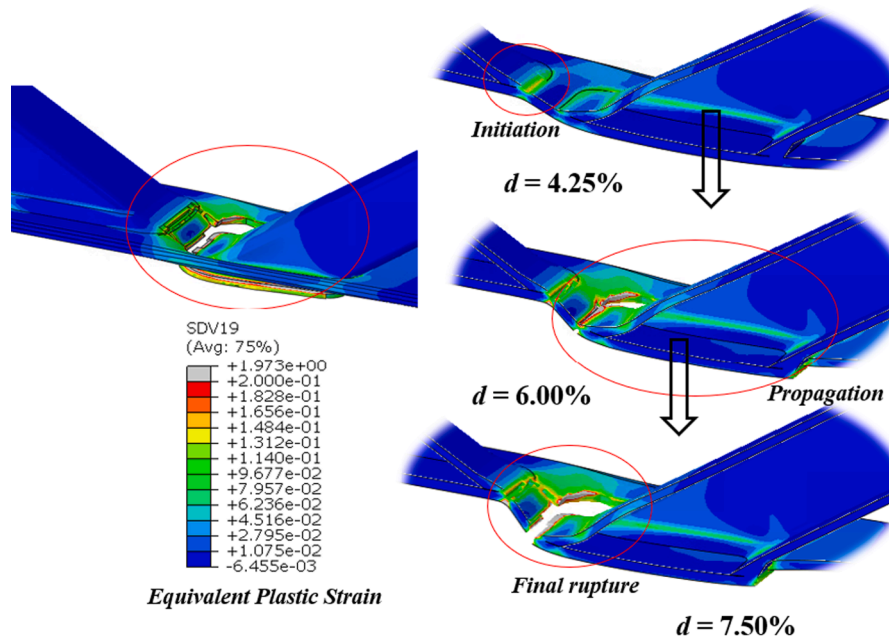 Initiation
d = 4.25%
SDV19
(Avg: 75%)
+1.973e+00
+2.000e-01
+1.828e-01
+1.656e-01
+1.484e-01
+1.312e-01
+1.140e-01
+9.677e-02
+7.957e-02
+6.236e-02
+4.516e-02
+2.795e-02
+1.075e-02
-6.455e-03
Equivalent Plastic Strain
d = 6.00%
Propagation
Final rupture
d = 7.50%